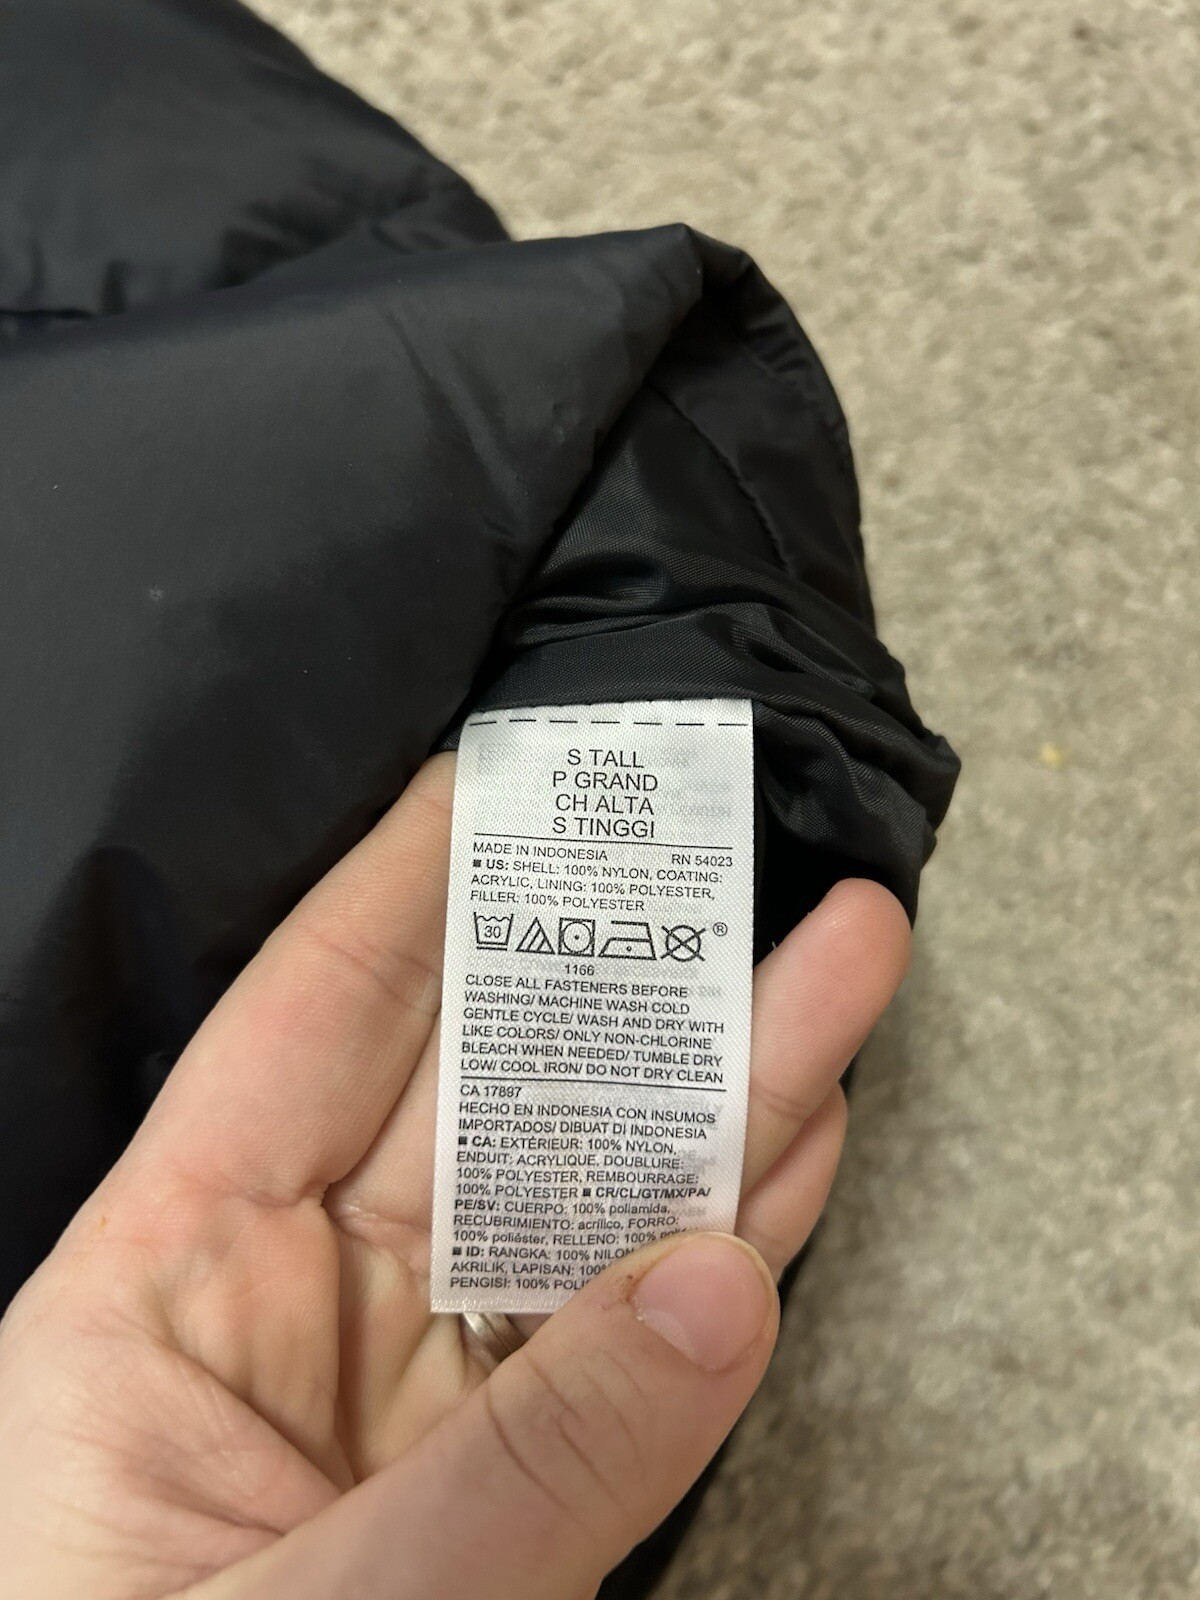 S TALL
P GRAND
CH ALTA
S TINGGI
MADE IN INDONESIA RN 54023
■ US: SHELL: 100% NYLON, COATING:
ACRYLIC, LINING: 100% POLYESTER,
FILLER: 100% POLYESTER
30 ®
1166
CLOSE ALL FASTENERS BEFORE
WASHING/ MACHINE WASH COLD
GENTLE CYCLE/ WASH AND DRY WITH
LIKE COLORS/ ONLY NON-CHLORINE
BLEACH WHEN NEEDED/ TUMBLE DRY
LOW/ COOL IRON/ DO NOT DRY CLEAN
CA 17897
HECHO EN INDONESIA CON INSUMOS
IMPORTADOS/ DIBUAT DI INDONESIA
■ CA: EXTÉRIEUR: 100% NYLON,
ENDUIT: ACRYLIQUE, DOUBLURE:
100% POLYESTER, REMBOURRAGE:
100% POLYESTER ■ CR/CL/GT/MX/PA/
PE/SV: CUERPO: 100% poliamida,
RECUBRIMIENTO: acrílico, FORRO:
100% poliéster, RELLENO: 100%
■ ID: RANGKA: 100% NILON
AKRILIK, LAPISAN: 100%
PENGISI: 100%